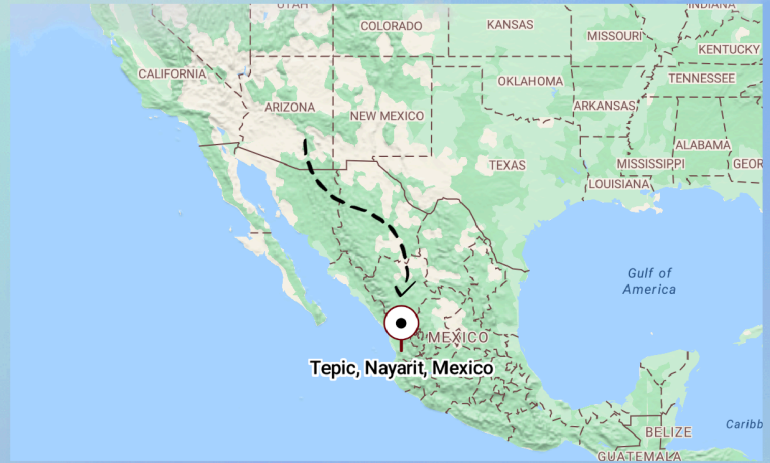 UTAH
INDIANA
COLORADO
KANSAS
MISSOURI
KENTUCKY
CALIFORNIA
OKLAHOMA
TENNESSEE
ARIZONA
NEW MEXICO
ARKANSAS
ALABAMA
TEXAS
MISSISSIPPI
GEOR
LOUISIANA
Gulf of
America
MEXICO
Tepic, Nayarit, Mexico
Caribb
BELIZE
GUATEMALA